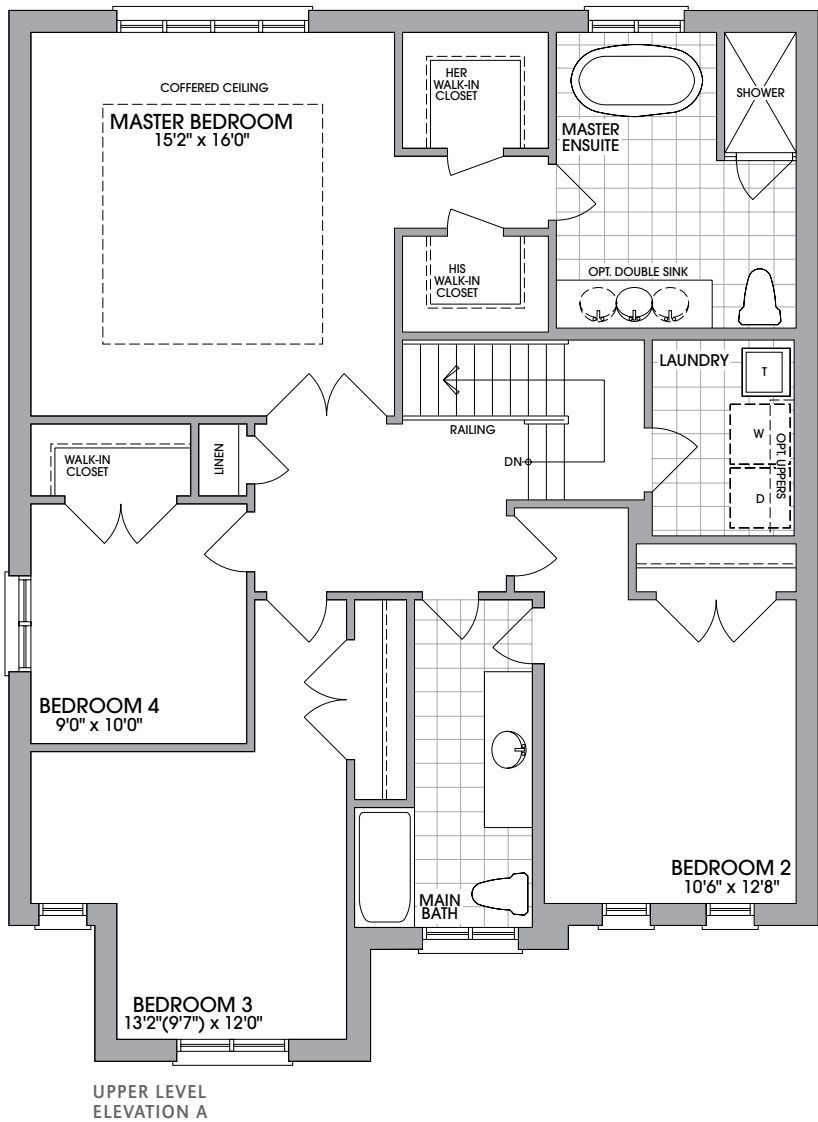 COFFERED CEILING
MASTER BEDROOM
15'2" x 16'0"
HER
WALK-IN
CLOSET
MASTER
ENSUITE
SHOWER
HIS
WALK-IN
CLOSET
OPT. DOUBLE SINK
LAUNDRY
T
W
D
OPT. UPPERS
RAILING
DN
WALK-IN
CLOSET
LINEN
BEDROOM 4
9'0" x 10'0"
BEDROOM 2
10'6" x 12'8"
MAIN
BATH
BEDROOM 3
13'2"(9'7") x 12'0"
UPPER LEVEL
ELEVATION A